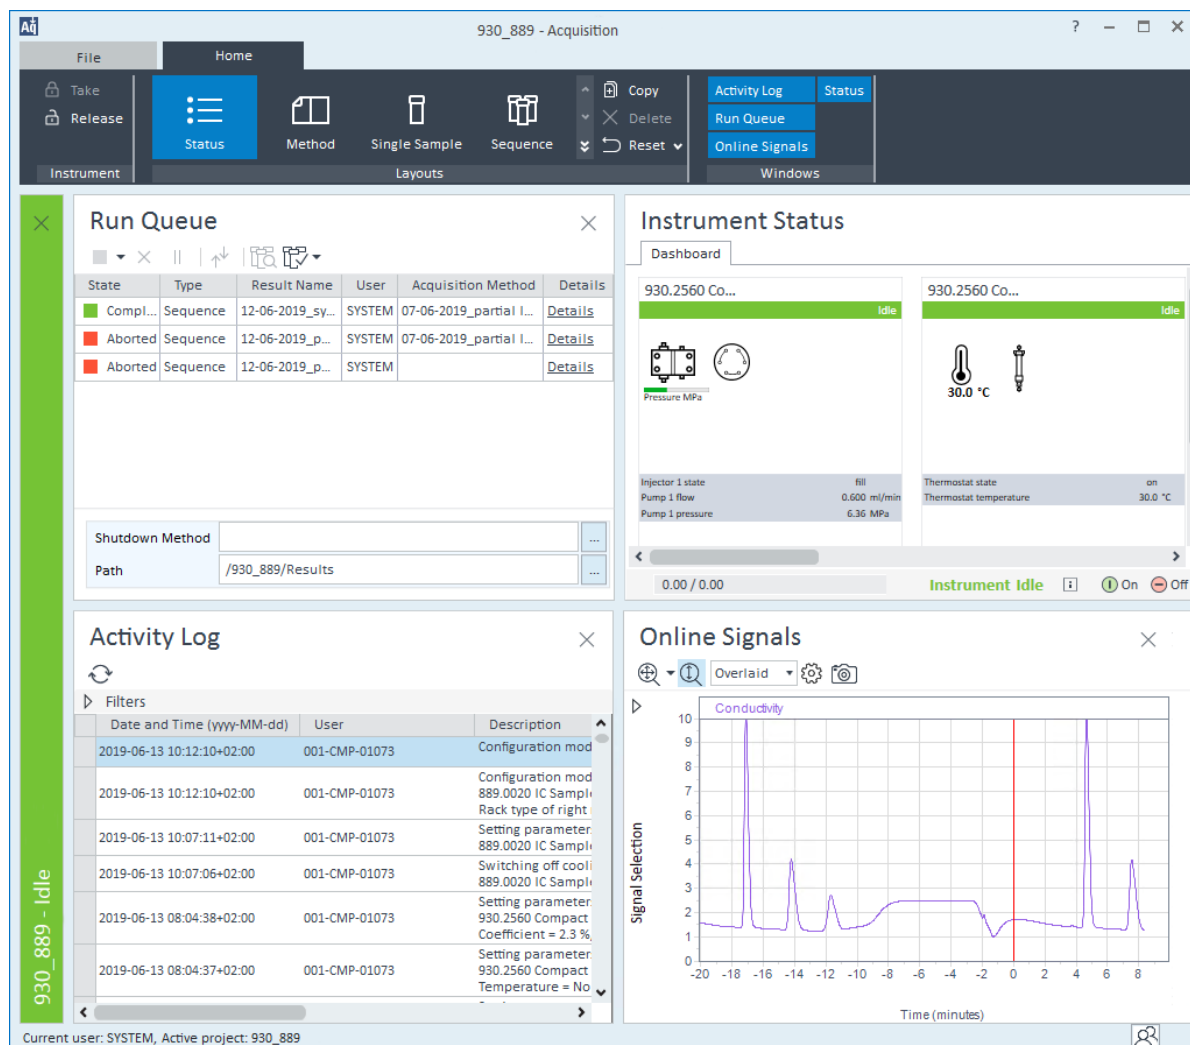 Aq
930_889 - Acquisition
?
File Home
Take
Release
Status Method Single Sample Sequence
Copy
Delete
Reset
Activity Log Status
Run Queue
Online Signals
Instrument Layouts Windows
930_889 - Idle
Run Queue
State Type Result Name User Acquisition Method Details
Compl... Sequence 12-06-2019_sy... SYSTEM 07-06-2019_partial l... Details
Aborted Sequence 12-06-2019_p... SYSTEM 07-06-2019_partial l... Details
Aborted Sequence 12-06-2019_p... SYSTEM Details
Shutdown Method ...
Path /930_889/Results ...
Instrument Status
Dashboard
930.2560 Co... 930.2560 Co...
Idle Idle
Pressure MPa
30.0 °C
Injector 1 state fill
Pump 1 flow 0.600 ml/min
Pump 1 pressure 6.36 MPa
Thermostat state on
Thermostat temperature 30.0 °C
0.00 / 0.00 Instrument Idle i On Off
Activity Log
Filters
Date and Time (yyyy-MM-dd) User Description
2019-06-13 10:12:10+02:00 001-CMP-01073 Configuration mod
2019-06-13 10:12:10+02:00 001-CMP-01073 Configuration mod
889.0020 IC Sampl
Rack type of right
2019-06-13 10:07:11+02:00 001-CMP-01073 Setting parameter
889.0020 IC Sampl
2019-06-13 10:07:06+02:00 001-CMP-01073 Switching off cooli
889.0020 IC Sampl
2019-06-13 08:04:38+02:00 001-CMP-01073 Setting parameter
930.2560 Compact
Coefficient = 2.3 %,
2019-06-13 08:04:37+02:00 001-CMP-01073 Setting parameter
930.2560 Compact
Temperature = No
Online Signals
Overlaid
Signal Selection
Conductivity
10
9
8
7
6
5
4
3
2
1
0
-20 -18 -16 -14 -12 -10 -8 -6 -4 -2 0 2 4 6 8
Time (minutes)
Current user: SYSTEM, Active project: 930_889